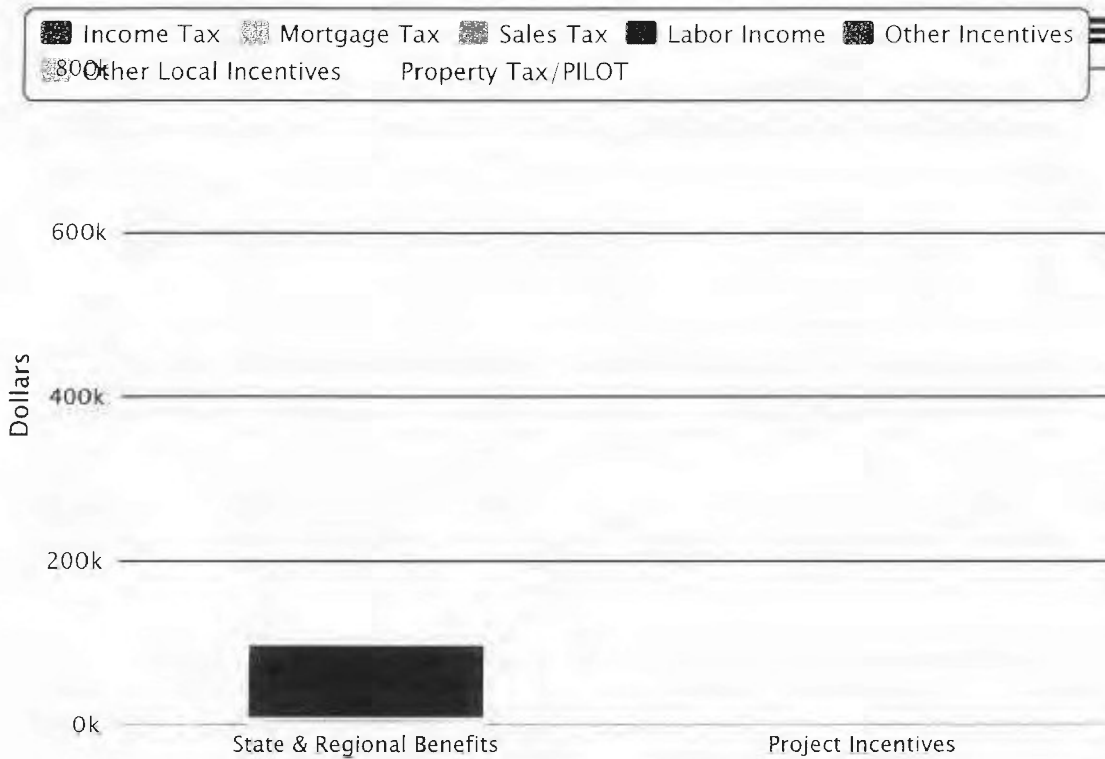 Income Tax Mortgage Tax Sales Tax Labor Income Other Incentives
Other Local Incentives Property Tax/PILOT
800k
600k
400k
200k
0k
Dollars
State & Regional Benefits Project Incentives